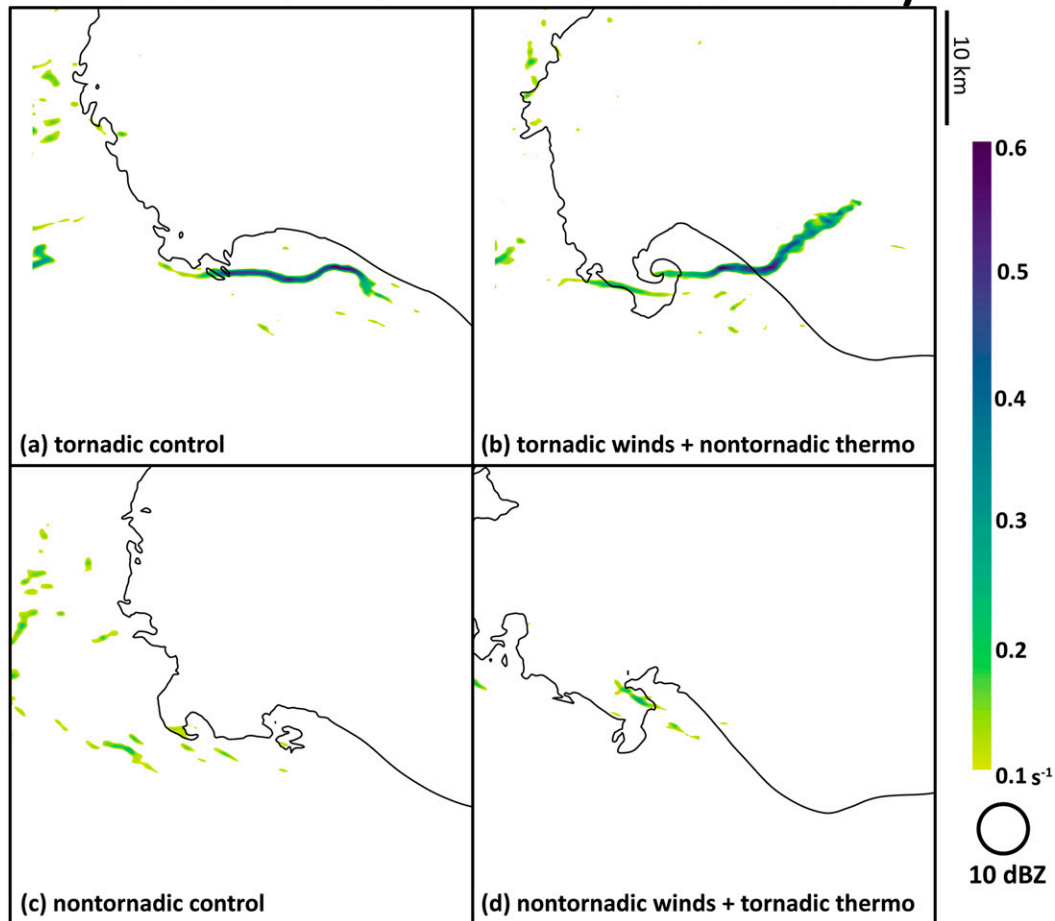 10 km
(a) tornadic control
(b) tornadic winds + nontornadic thermo
0.6
0.5
0.4
0.3
0.2
0.1 s⁻¹
(c) nontornadic control
(d) nontornadic winds + tornadic thermo
10 dBZ